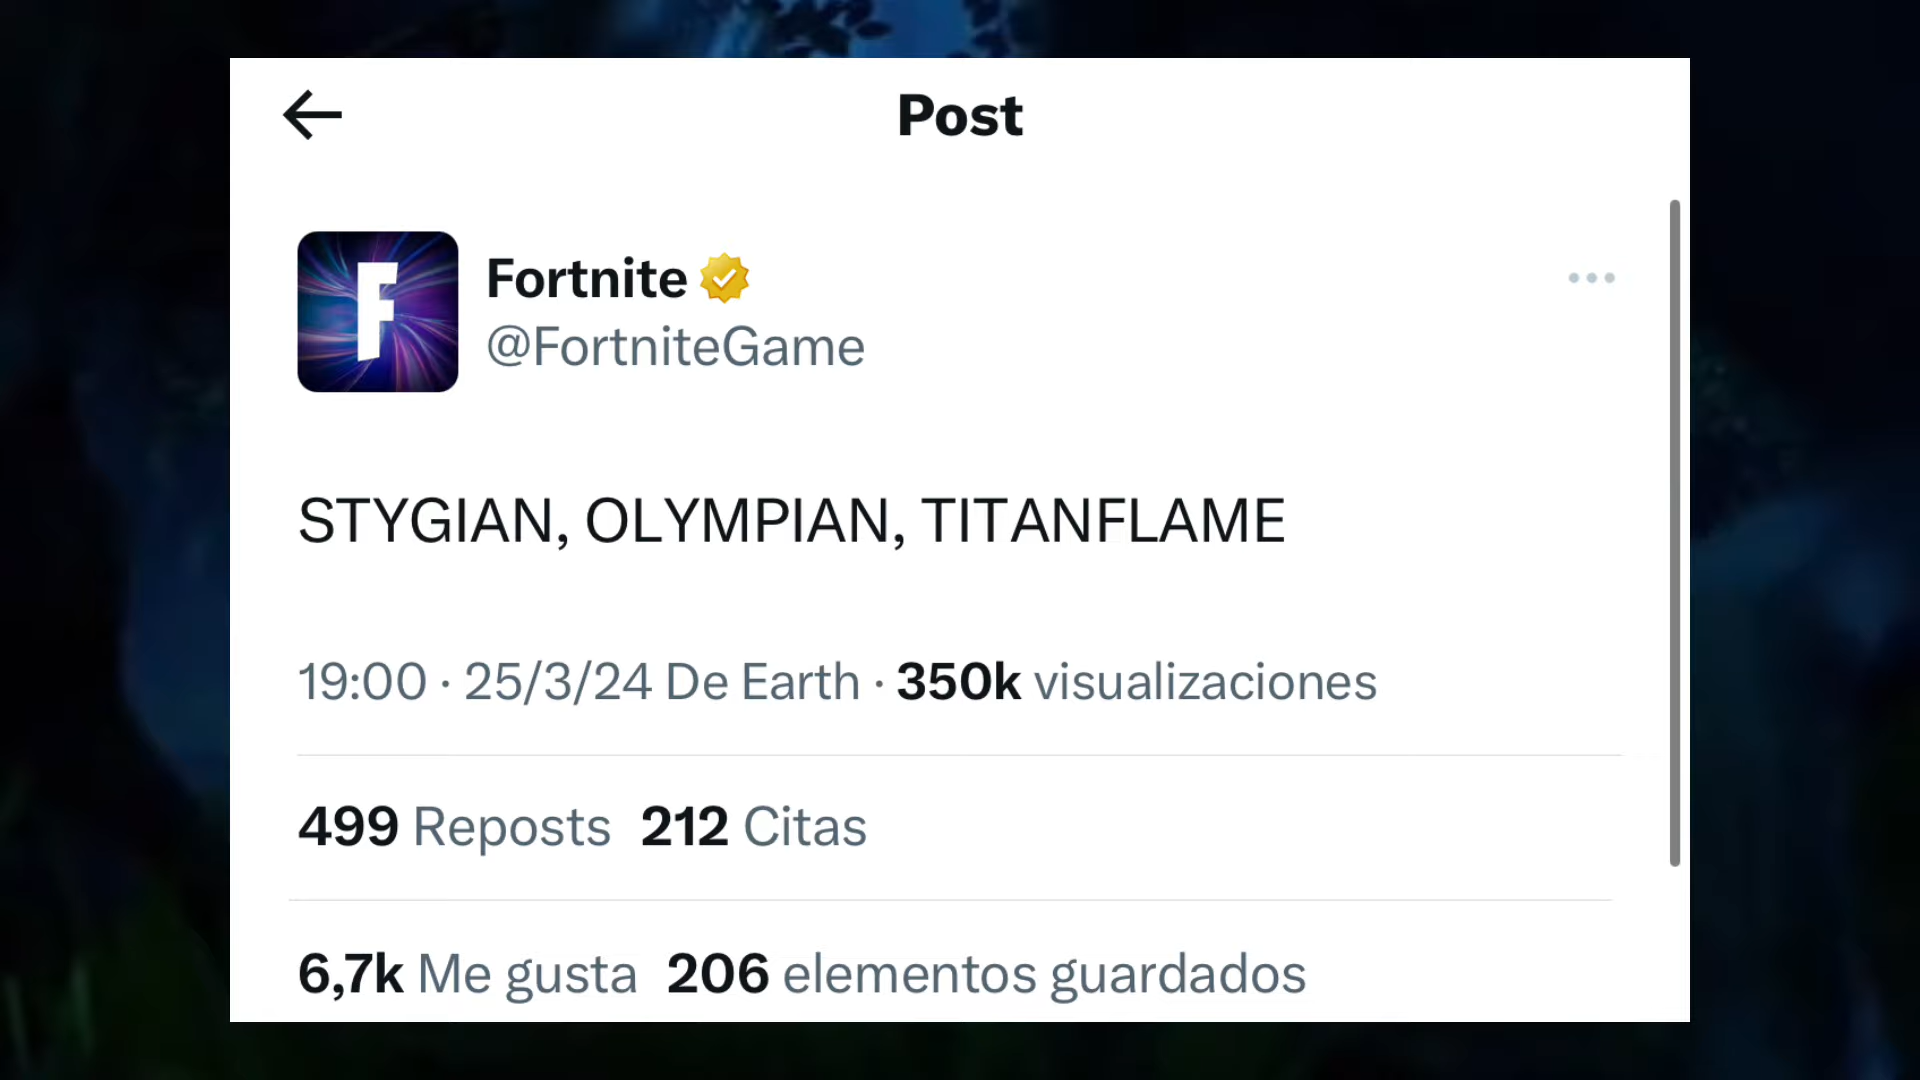 Post
F
Fortnite
@FortniteGame
STYGIAN, OLYMPIAN, TITANFLAME
19:00 · 25/3/24 De Earth · 350k visualizaciones
499 Reposts 212 Citas
6,7k Me gusta 206 elementos guardados